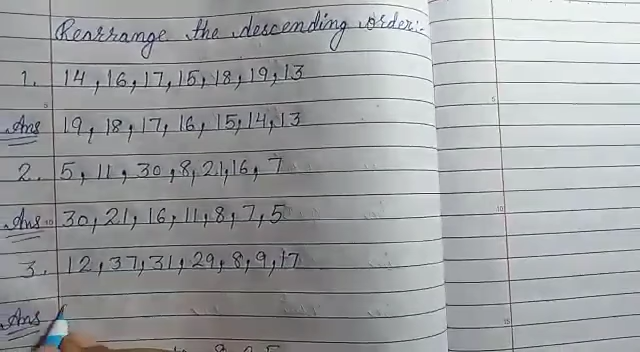 Rearrange the descending order:-
1. 14, 16, 17, 15, 18, 19, 13
Ans 19, 18, 17, 16, 15, 14, 13
2. 5, 11, 30, 8, 21, 16, 7
Ans 30, 21, 16, 11, 8, 7, 5
3. 12, 37, 31, 29, 8, 9, 17
Ans